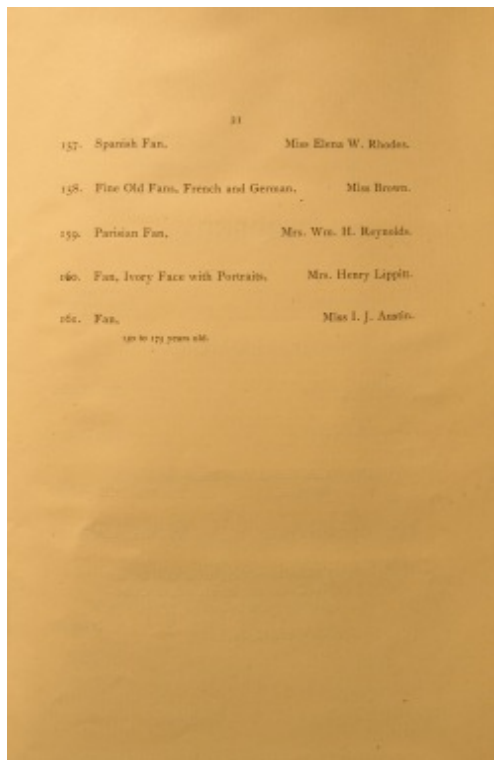 21
157. Spanish Fan, Miss Elena W. Rhodes.
158. Fine Old Fans, French and German, Miss Brown.
159. Parisian Fan, Mrs. Wm. H. Reynolds.
160. Fan, Ivory Face with Portraits, Mrs. Henry Lippitt.
161. Fan, Miss I. J. Austin.
to 175 years old.